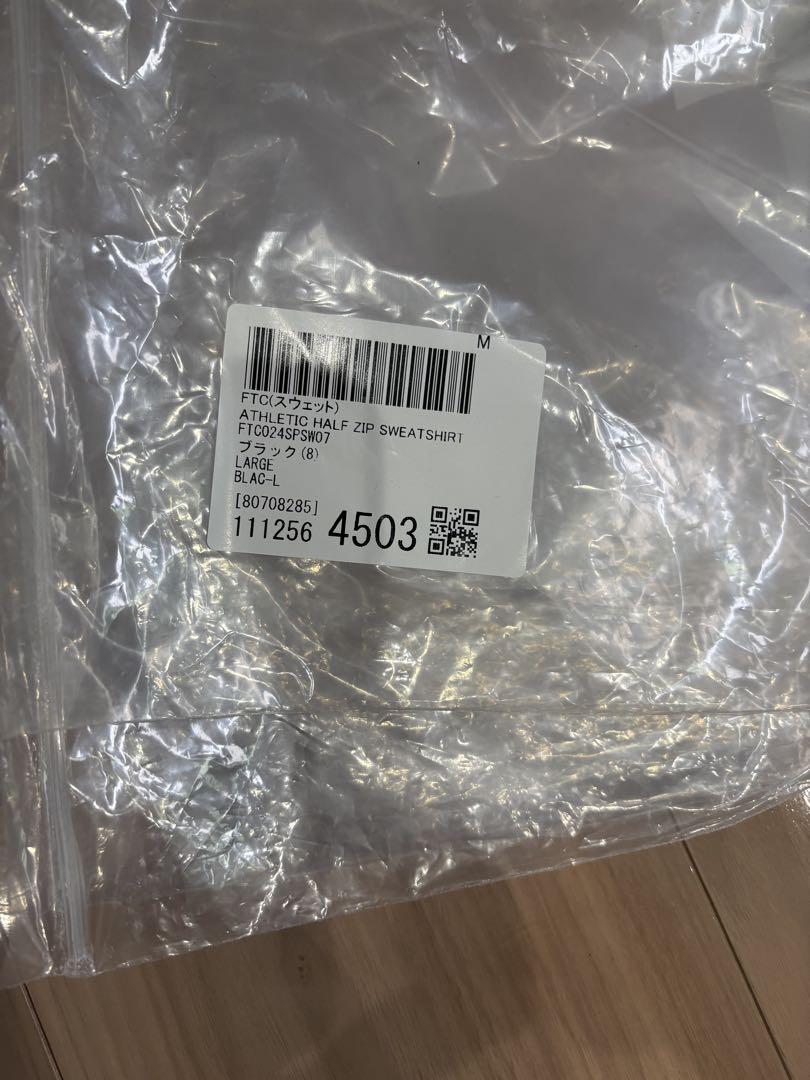 M
FTC(スウェット)
ATHLETIC HALF ZIP SWEATSHIRT
FTC024SPSW07
ブラック(8)
LARGE
BLAC-L
[80708285]
111256 4503